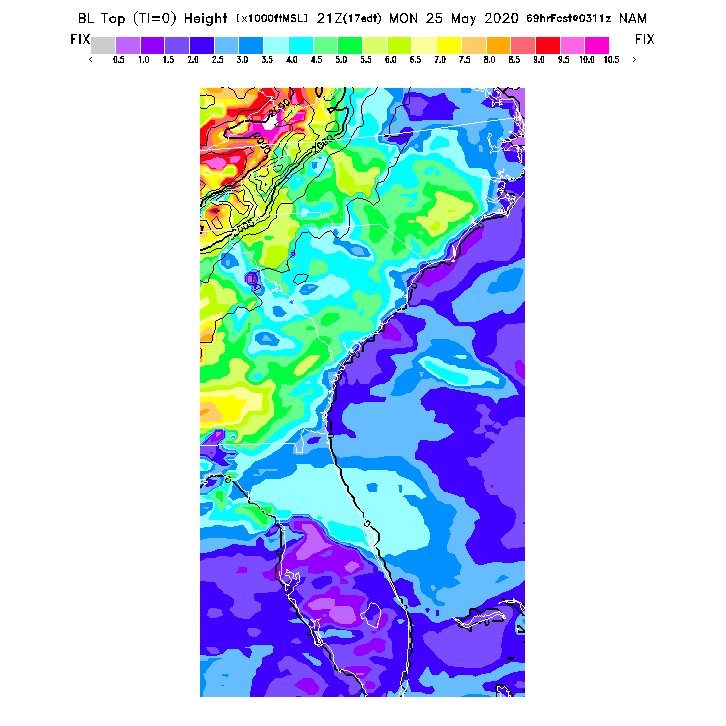 BL Top (TI=0) Height [x1000ftMSL] 21Z(17edt) MON 25 May 2020 69hrFcst@0311z NAM
FIX FIX
< 0.5 1.0 1.5 2.0 2.5 3.0 3.5 4.0 4.5 5.0 5.5 6.0 6.5 7.0 7.5 8.0 8.5 9.0 9.5 10.0 10.5 >